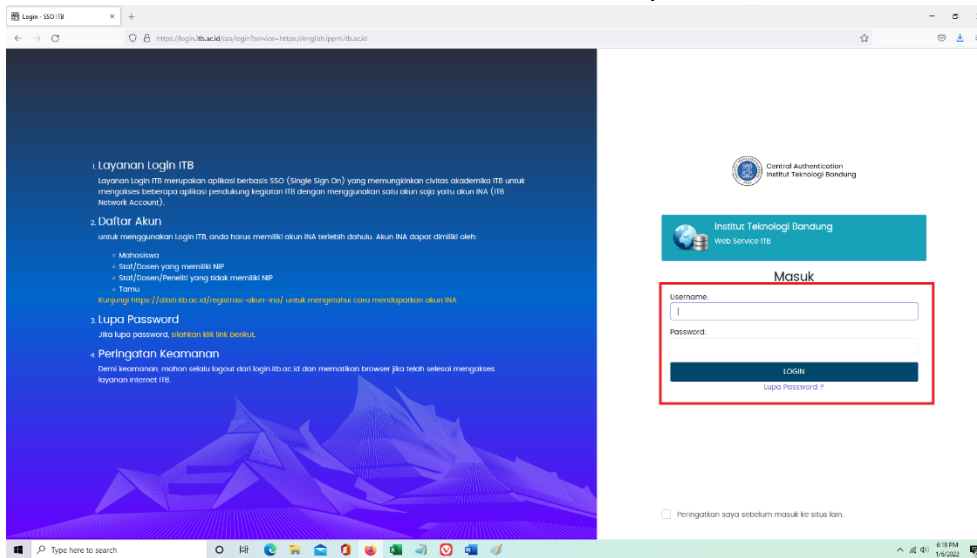 Login - SSO ITB
https://login.itb.ac.id/cas/login?service=https://english.lppm.itb.ac.id
1. Layanan Login ITB
Layanan Login ITB merupakan aplikasi berbasis SSO (Single Sign On) yang memungkinkan civitas akademika ITB untuk
mengakses beberapa aplikasi pendukung kegiatan ITB dengan menggunakan satu akun saja yaitu akun INA (ITB
Network Account).
2. Daftar Akun
untuk menggunakan Login ITB, anda harus memiliki akun INA terlebih dahulu. Akun INA dapat dimiliki oleh:
Mahasiswa
Staf/Dosen yang memiliki NIP
Staf/Dosen/Peneliti yang tidak memiliki NIP
Tamu
Kunjungi https://ditsti.itb.ac.id/registrasi-akun-ina/ untuk mengetahui cara mendapatkan akun INA.
3. Lupa Password
Jika lupa password, silahkan klik link berikut.
4. Peringatan Keamanan
Demi keamanan, mohon selalu logout dari login.itb.ac.id dan mematikan browser jika telah selesai mengakses
layanan internet ITB.
Central Authentication
Institut Teknologi Bandung
Institut Teknologi Bandung
Web Service ITB
Masuk
Username:
Password:
LOGIN
Lupa Password ?
Peringatkan saya sebelum masuk ke situs lain.
Type here to search
6:18 PM
1/6/2022